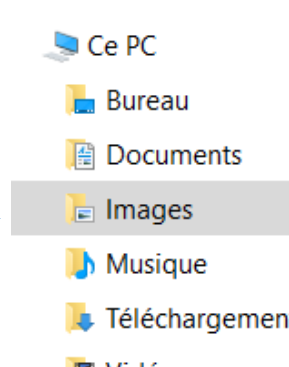 Ce PC
Bureau
Documents
Images
Musique
Téléchargemen